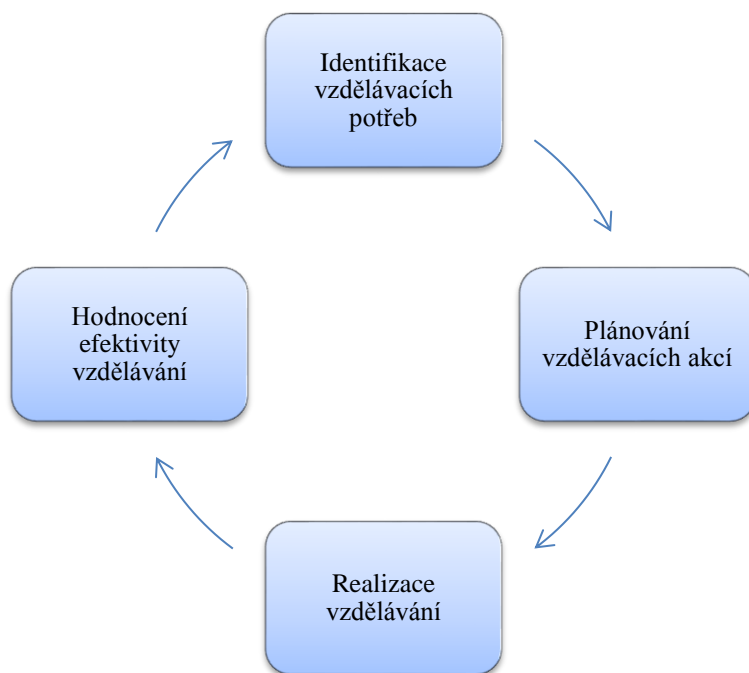 Identifikace
vzdělávacích
potřeb
Plánování
vzdělávacích akcí
Realizace
vzdělávání
Hodnocení
efektivity
vzdělávání